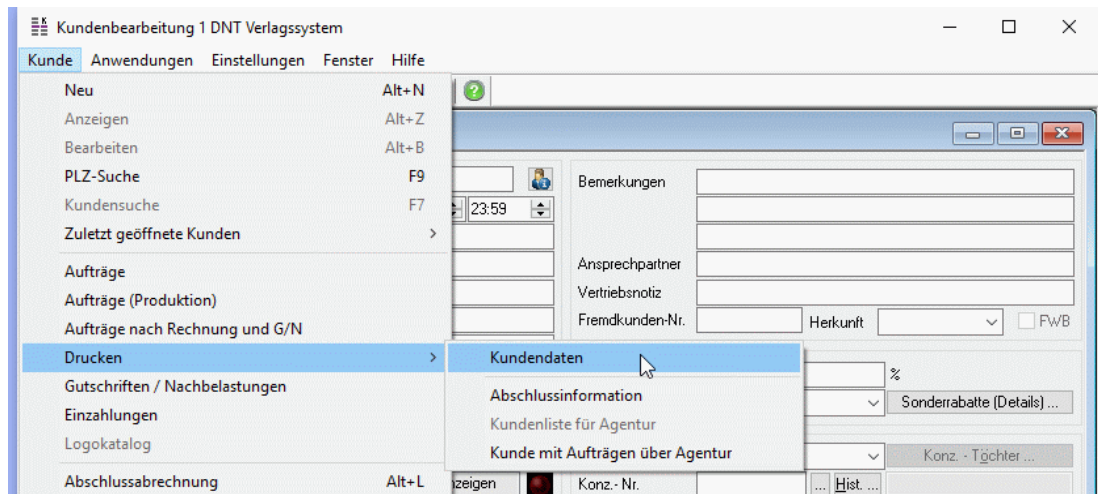 Kundenbearbeitung 1 DNT Verlagssystem
Kunde Anwendungen Einstellungen Fenster Hilfe
Neu Alt+N
Anzeigen Alt+Z
Bearbeiten Alt+B
PLZ-Suche F9
Kundensuche F7
Zuletzt geöffnete Kunden
Aufträge
Aufträge (Produktion)
Aufträge nach Rechnung und G/N
Drucken
Gutschriften / Nachbelastungen
Einzahlungen
Logokatalog
Abschlussabrechnung Alt+L
Kundendaten
Abschlussinformation
Kundenliste für Agentur
Kunde mit Aufträgen über Agentur
23:59
Bemerkungen
Ansprechpartner
Vertriebsnotiz
Fremdkunden-Nr. Herkunft FWB
%
Sonderrabatte (Details) ...
Konz. - Töchter ...
Konz.- Nr. ... Hist. ...